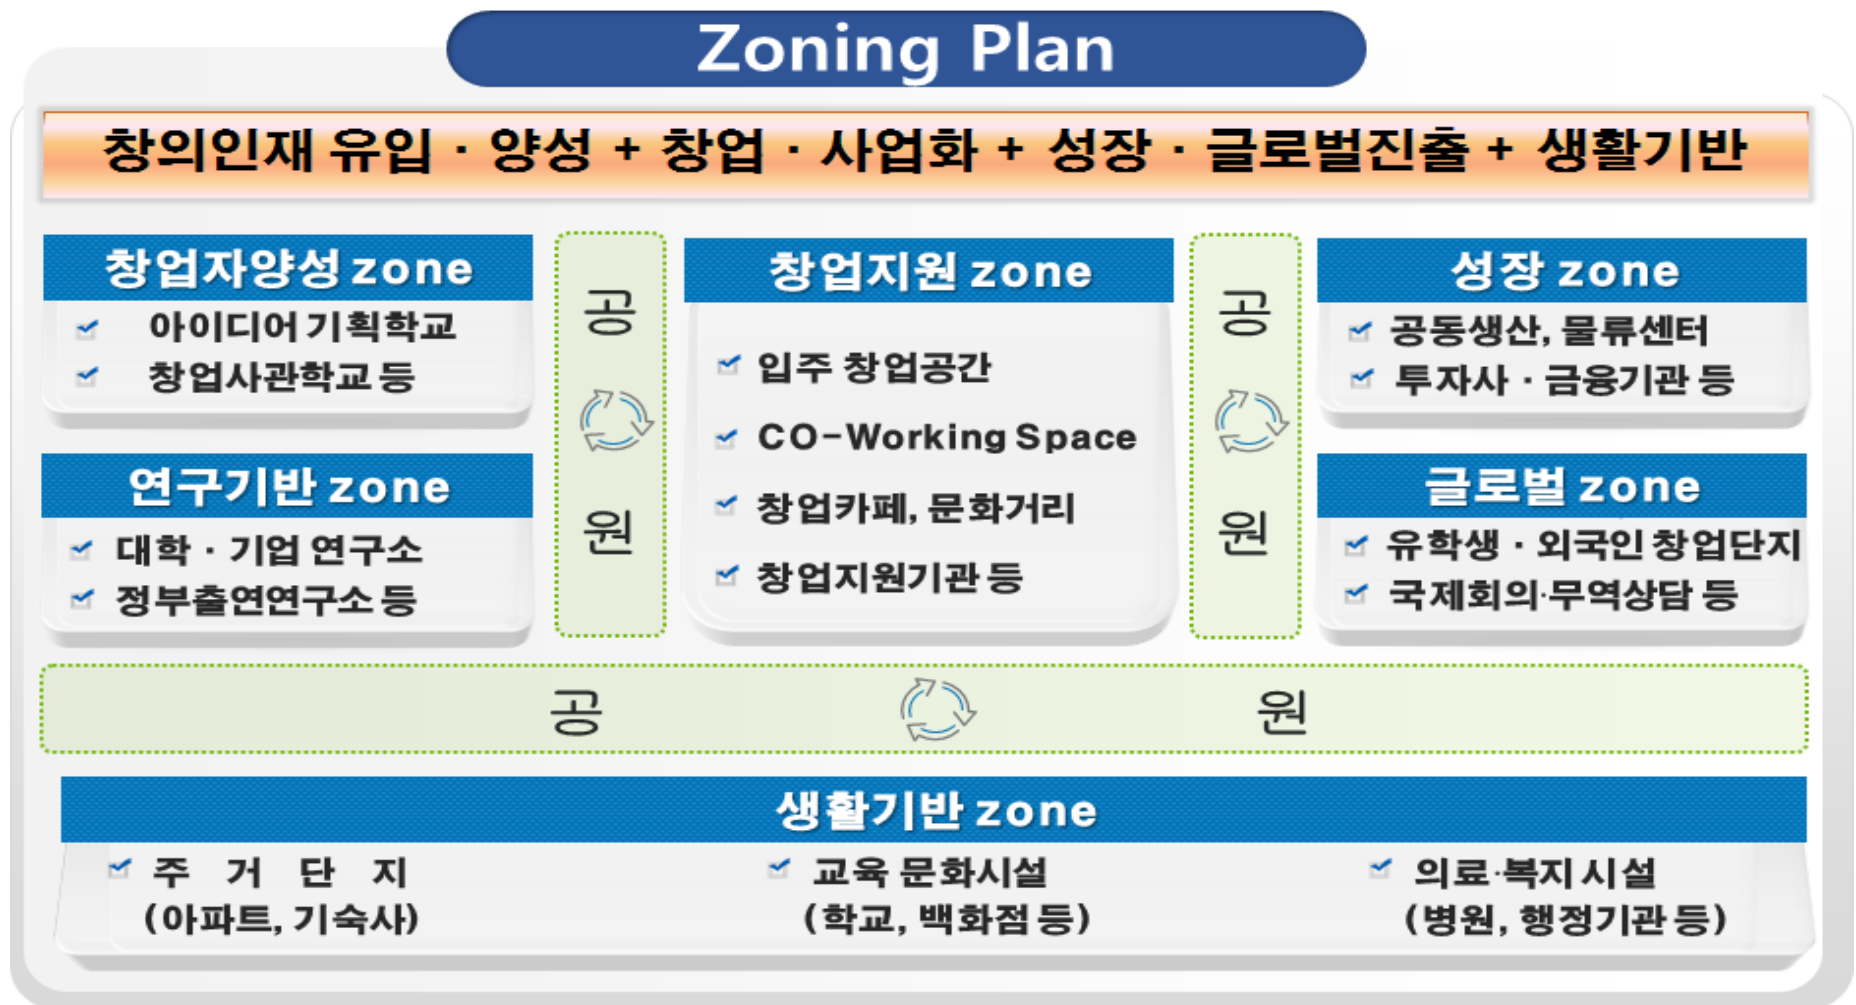 Zoning Plan
창의인재 유입 · 양성 + 창업 · 사업화 + 성장 · 글로벌진출 + 생활기반
창업자양성 zone
아이디어 기획학교
창업사관학교 등
연구기반 zone
대학 · 기업 연구소
정부출연연구소 등
공
원
창업지원 zone
입주 창업공간
CO-Working Space
창업카페, 문화거리
창업지원기관 등
공
원
성장 zone
공동생산, 물류센터
투자사 · 금융기관 등
글로벌 zone
유학생 · 외국인 창업단지
국제회의·무역상담 등
공 원
생활기반 zone
주 거 단 지
(아파트, 기숙사)
교육 문화시설
(학교, 백화점 등)
의료·복지시설
(병원, 행정기관 등)